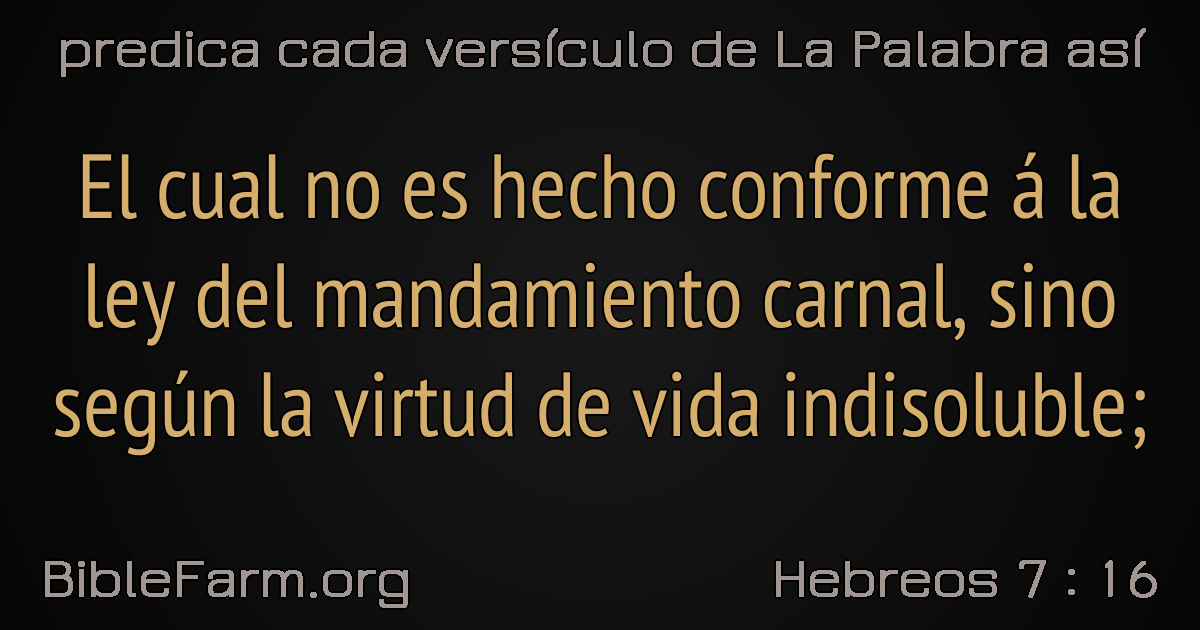 predica cada versículo de La Palabra así
El cual no es hecho conforme á la
ley del mandamiento carnal, sino
según la virtud de vida indisoluble;
BibleFarm.org
Hebreos 7 : 16